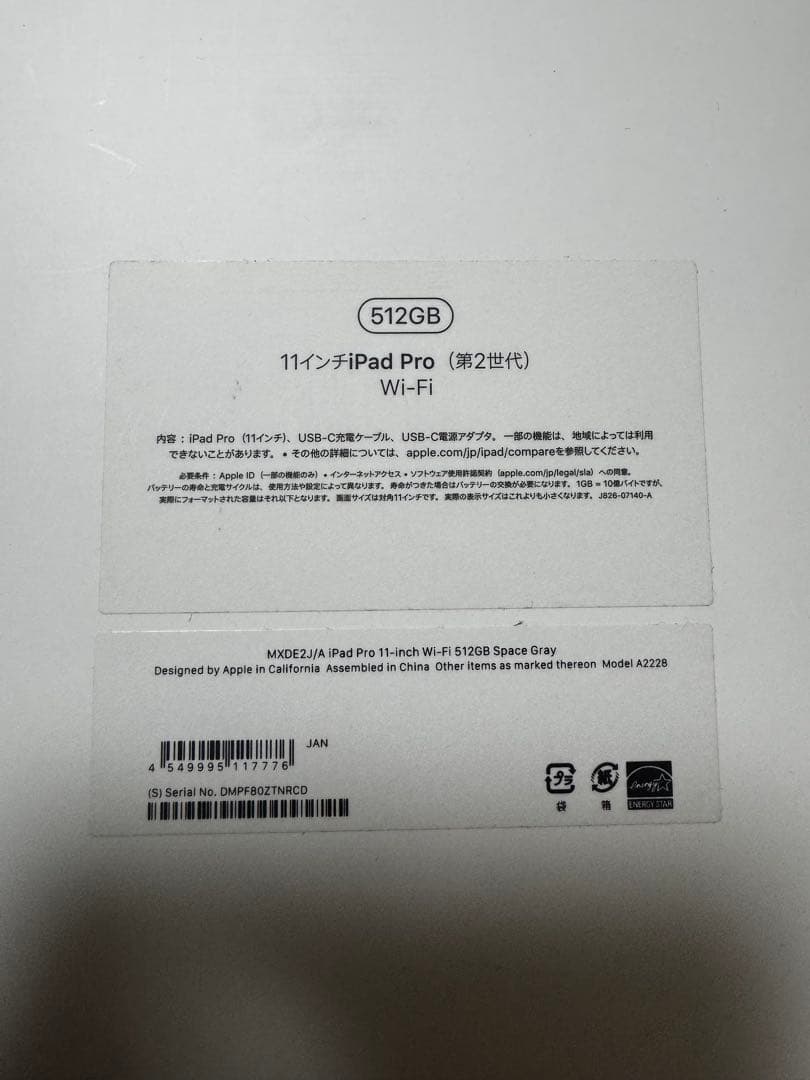 512GB
11インチiPad Pro（第2世代）
Wi-Fi
内容：iPad Pro（11インチ）、USB-C充電ケーブル、USB-C電源アダプタ。一部の機能は、地域によっては利用
できないことがあります。• その他の詳細については、apple.com/jp/ipad/compareを参照してください。
必要条件：Apple ID（一部の機能のみ）• インターネットアクセス • ソフトウェア使用許諾契約（apple.com/jp/legal/sla）への同意。
バッテリーの寿命と充電サイクルは、使用方法や設定によって異なります。寿命がつきた場合はバッテリーの交換が必要になります。1GB = 10億バイトですが、
実際にフォーマットされた容量はそれ以下となります。画面サイズは対角11インチです。実際の表示サイズはこれよりも小さくなります。J826-07140-A
MXDE2J/A iPad Pro 11-inch Wi-Fi 512GB Space Gray
Designed by Apple in California Assembled in China Other items as marked thereon Model A2228
JAN
4 549995 117776
(S) Serial No. DMPF80ZTNRCD
プラ
袋
紙
箱
energy
ENERGY STAR